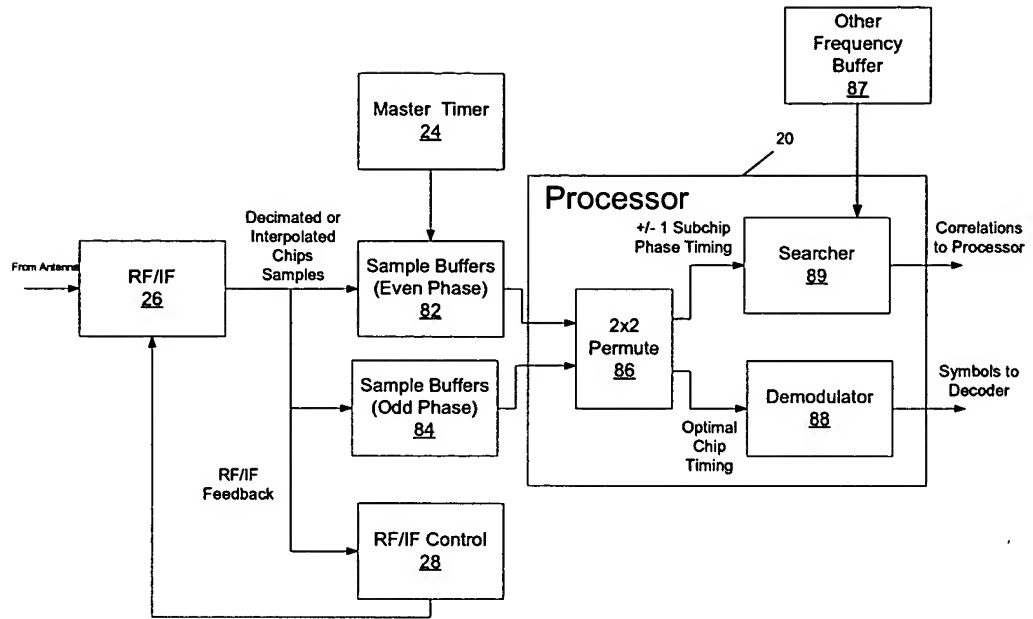 Other
Frequency
Buffer
87
Master Timer
24
20
Processor
Decimated or
Interpolated
Chips
Samples
+/- 1 Subchip
Phase Timing
Searcher
89
Correlations
to Processor
From Antenna
RF/IF
26
Sample Buffers
(Even Phase)
82
2x2
Permute
86
Sample Buffers
(Odd Phase)
84
Optimal
Chip
Timing
Demodulator
88
Symbols to
Decoder
RF/IF
Feedback
RF/IF Control
28